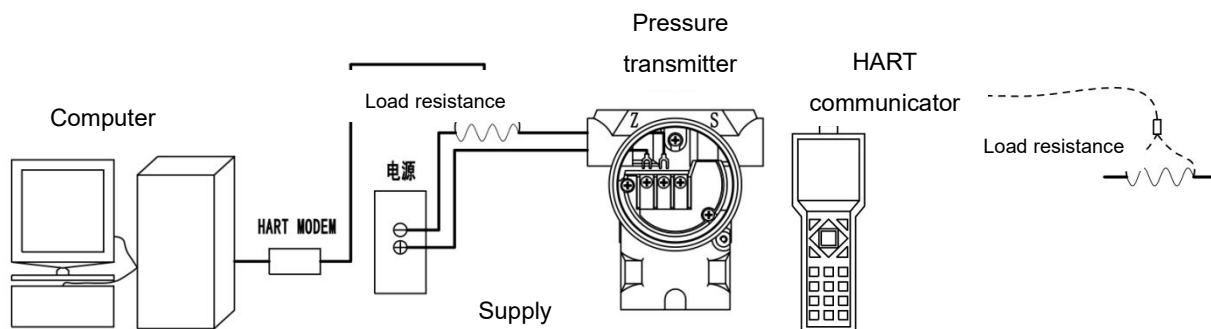 Pressure
transmitter
HART
communicator
Computer
Load resistance
Load resistance
Z S
电源
HART MODEM
Supply